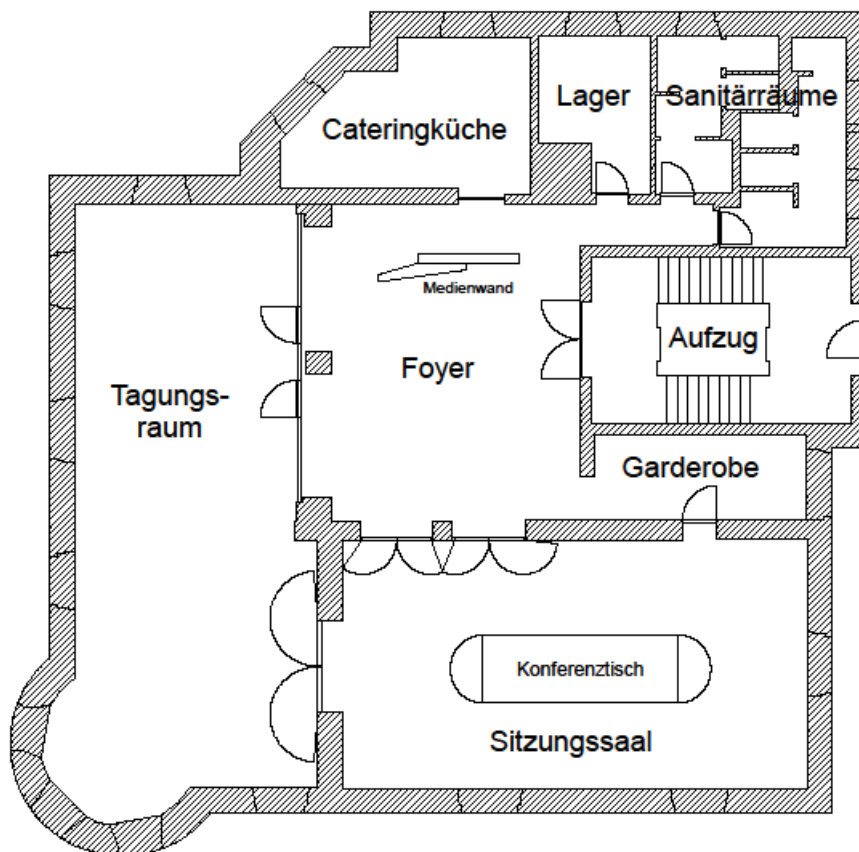 Lager
Sanitärräume
Cateringküche
Medienwand
Aufzug
Foyer
Tagungs-
raum
Garderobe
Konferenztisch
Sitzungssaal